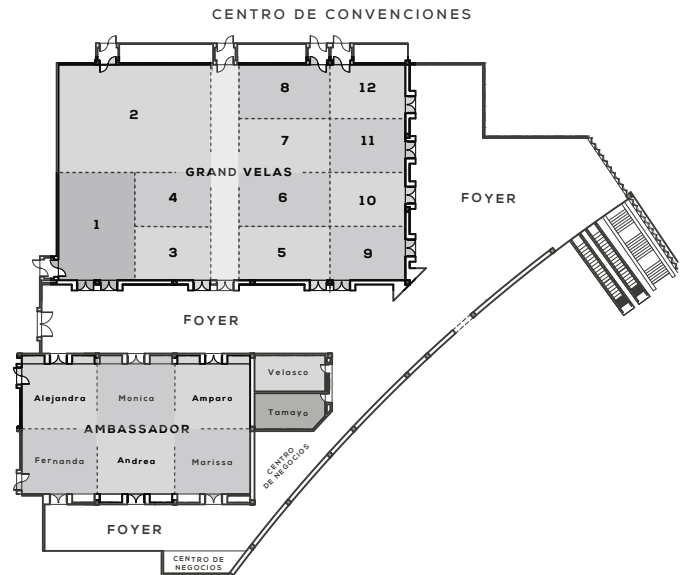 CENTRO DE CONVENCIONES
8
12
2
7
11
GRAND VELAS
FOYER
4
6
10
1
3
5
9
FOYER
Velasco
Alejandra
Monica
Amparo
Tamayo
AMBASSADOR
Fernanda
Andrea
Marissa
CENTRO
DE NEGOCIOS
FOYER
CENTRO DE
NEGOCIOS